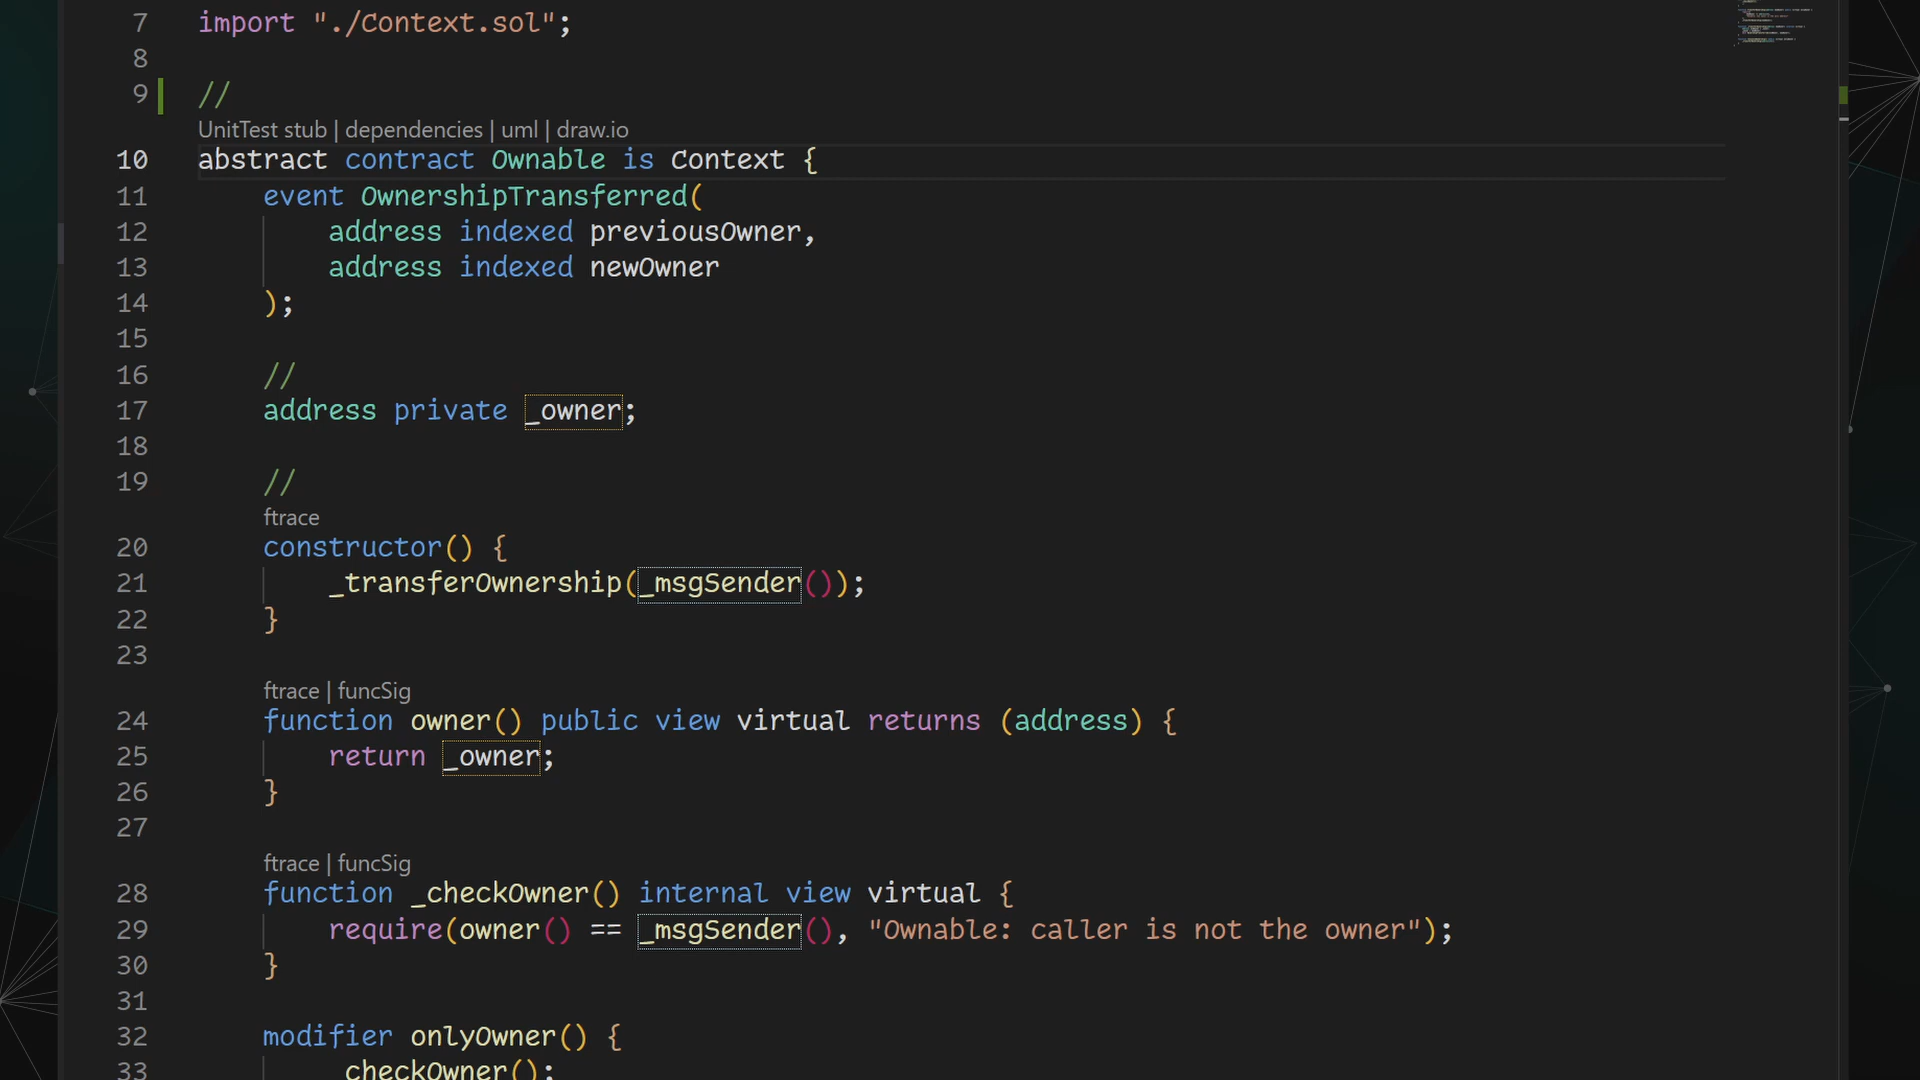 7 import "./Context.sol";
8
9 //
UnitTest stub | dependencies | uml | draw.io
10 abstract contract Ownable is Context {
11 event OwnershipTransferred(
12 address indexed previousOwner,
13 address indexed newOwner
14 );
15
16 //
17 address private _owner;
18
19 //
ftrace
20 constructor() {
21 _transferOwnership(_msgSender());
22 }
23
ftrace | funcSig
24 function owner() public view virtual returns (address) {
25 return _owner;
26 }
27
ftrace | funcSig
28 function _checkOwner() internal view virtual {
29 require(owner() == _msgSender(), "Ownable: caller is not the owner");
30 }
31
32 modifier onlyOwner() {
33 checkOwner();